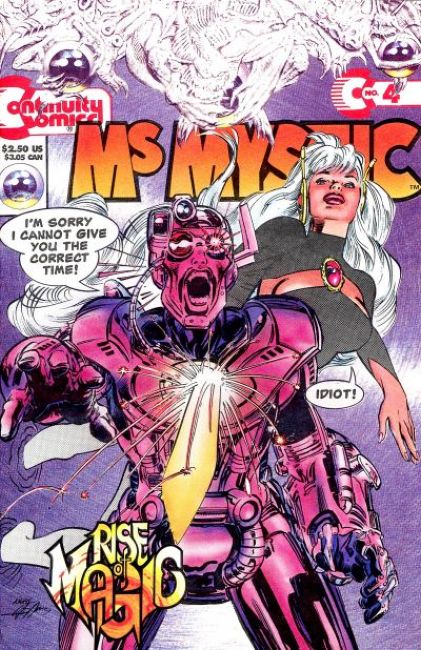 Continuity
Comics
NO. 4
$2.50 US
$3.05 CAN
Ms MYSTIC
TM
I'M SORRY
I CANNOT GIVE
YOU THE
CORRECT
TIME!
IDIOT!
RISE
of
MAGIC